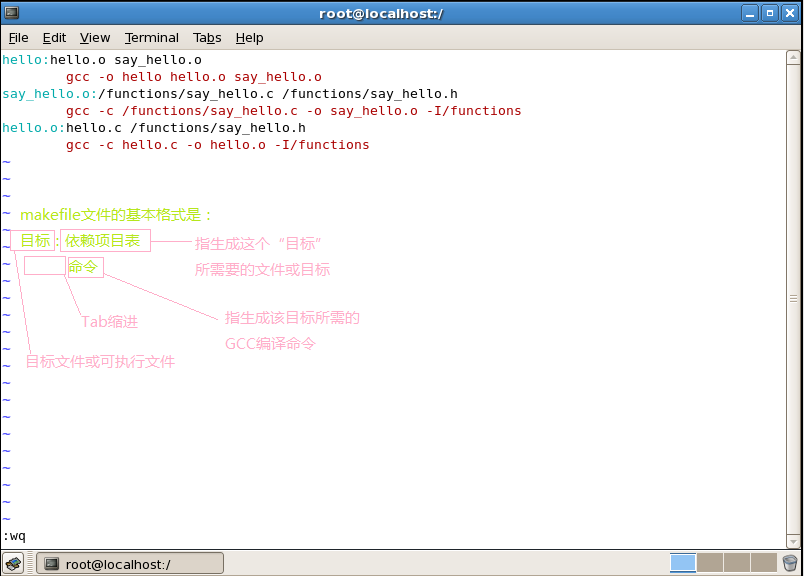 root@localhost:/
File Edit View Terminal Tabs Help
hello:hello.o say_hello.o
gcc -o hello hello.o say_hello.o
say_hello.o:/functions/say_hello.c /functions/say_hello.h
gcc -c /functions/say_hello.c -o say_hello.o -I/functions
hello.o:hello.c /functions/say_hello.h
gcc -c hello.c -o hello.o -I/functions
~
~
~
~
makefile文件的基本格式是：
~
目标：依赖项目表
指生成这个“目标”
~
所需要的文件或目标
~
命令
~
~
Tab缩进
指生成该目标所需的
~
GCC编译命令
~
目标文件或可执行文件
~
~
~
~
~
~
~
~
~
~
:wq
root@localhost:/